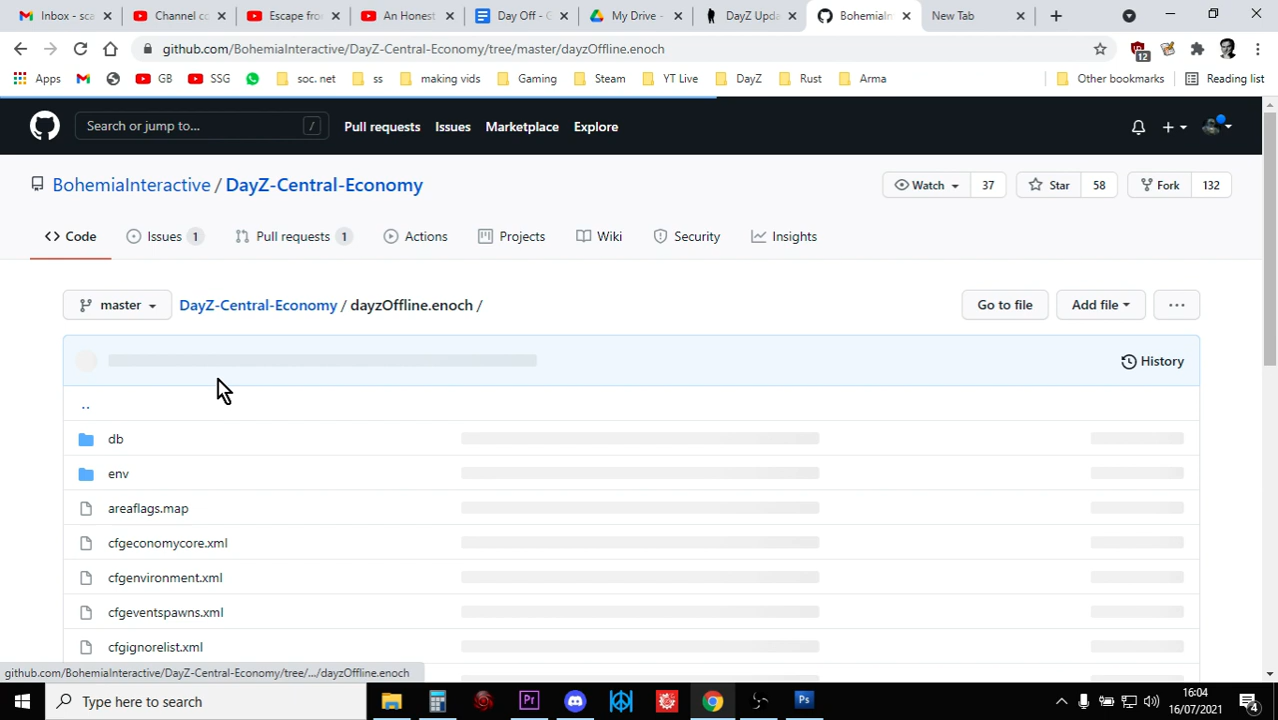 Inbox - sca
Channel co
Escape fro
An Honest
Day Off - G
My Drive -
DayZ Upda
BohemiaIn
New Tab
github.com/BohemiaInteractive/DayZ-Central-Economy/tree/master/dayzOffline.enoch
12
Apps
GB
SSG
soc. net
ss
making vids
Gaming
Steam
YT Live
DayZ
Rust
Arma
Other bookmarks
Reading list
Search or jump to...
/
Pull requests
Issues
Marketplace
Explore
BohemiaInteractive / DayZ-Central-Economy
Watch
37
Star
58
Fork
132
Code
Issues 1
Pull requests 1
Actions
Projects
Wiki
Security
Insights
master
DayZ-Central-Economy / dayzOffline.enoch /
Go to file
Add file
...
History
..
db
env
areaflags.map
cfgeconomycore.xml
cfgenvironment.xml
cfgeventspawns.xml
cfgignorelist.xml
github.com/BohemiaInteractive/DayZ-Central-Economy/tree/.../dayzOffline.enoch
Type here to search
Pr
Ps
16:04
16/07/2021
4